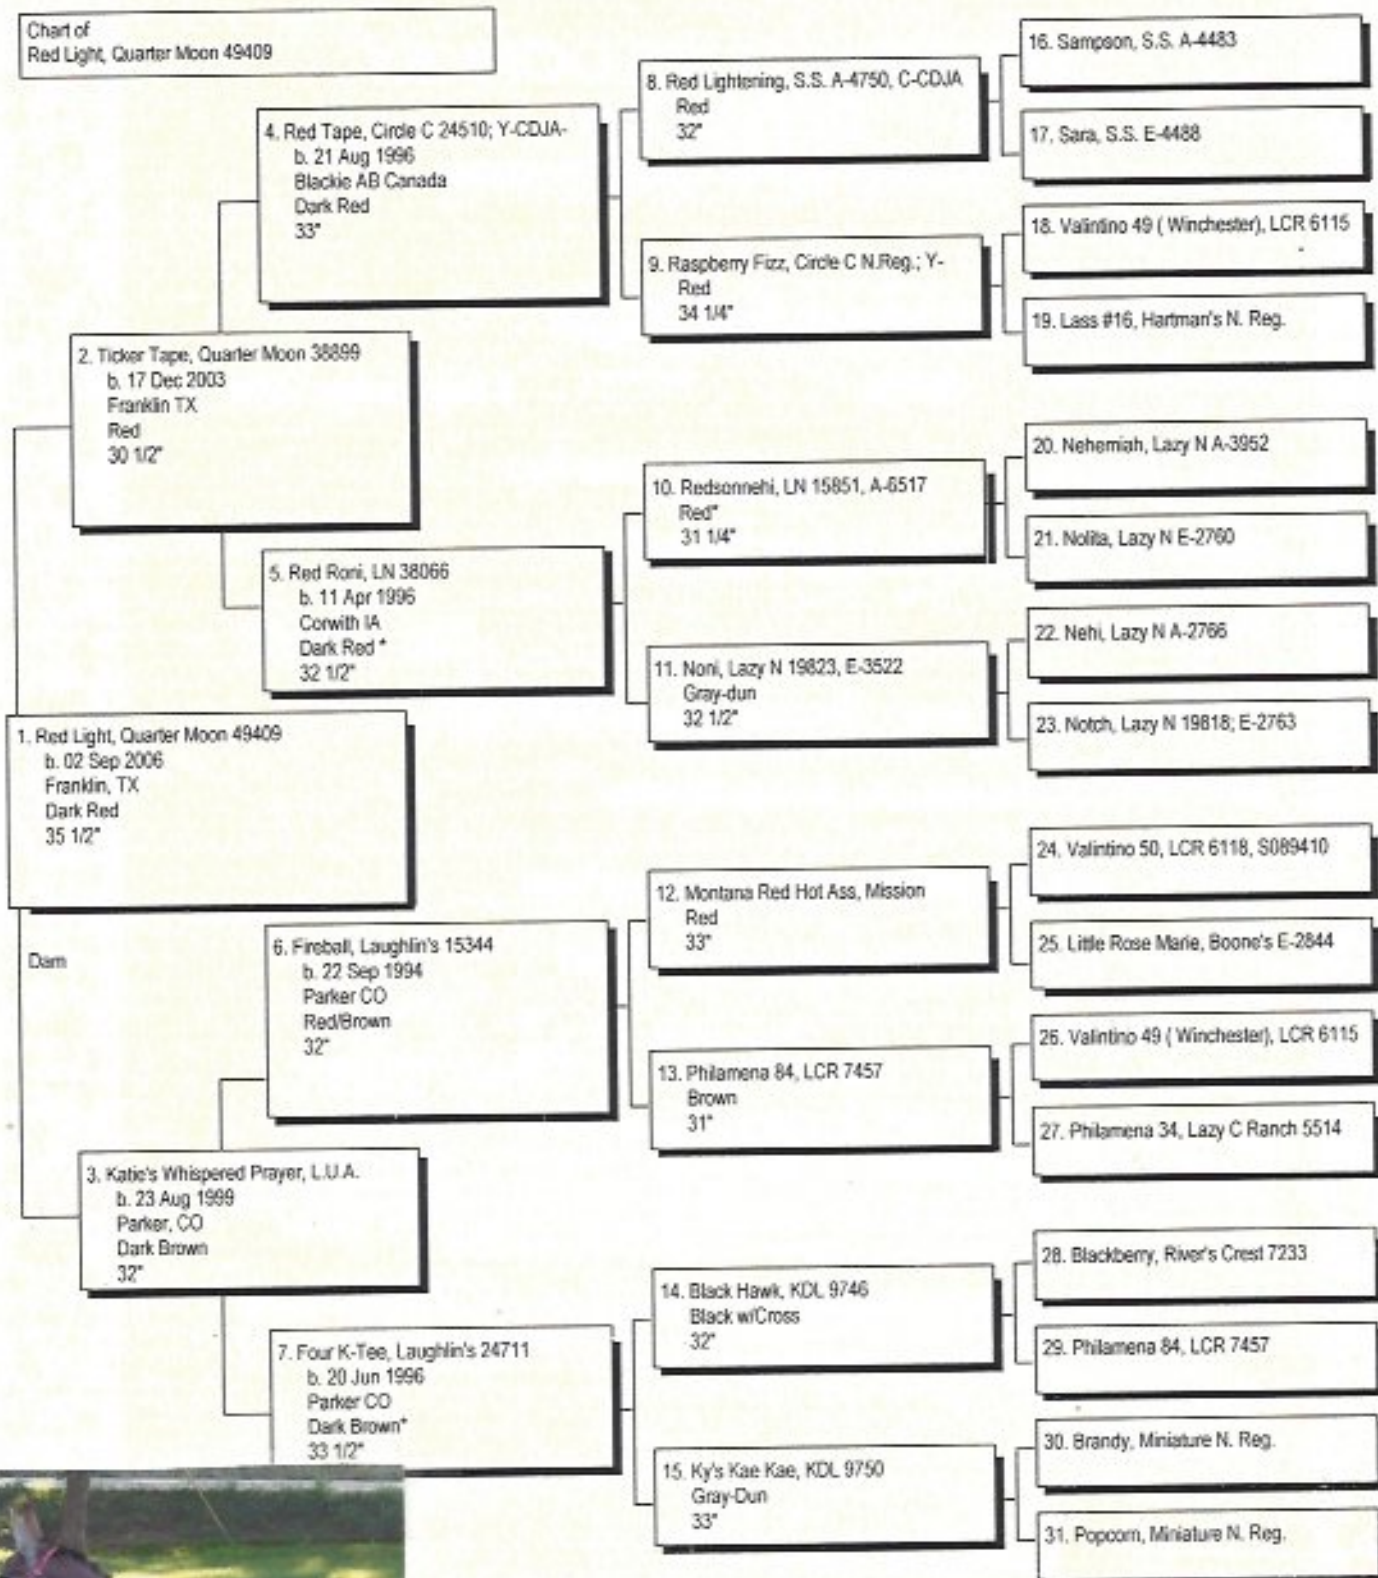 Chart of
Red Light, Quarter Moon 49409
16. Sampson, S.S. A-4483
8. Red Lightening, S.S. A-4750, C-CDJA
Red
32"
17. Sara, S.S. E-4488
4. Red Tape, Circle C 24510; Y-CDJA-
b. 21 Aug 1996
Blackie AB Canada
Dark Red
33"
18. Valintino 49 ( Winchester), LCR 6115
9. Raspberry Fizz, Circle C N.Reg.; Y-
Red
34 1/4"
19. Lass #16, Hartman's N. Reg.
2. Ticker Tape, Quarter Moon 38899
b. 17 Dec 2003
Franklin TX
Red
30 1/2"
20. Nehemiah, Lazy N A-3952
10. Redsonnehi, LN 15851, A-6517
Red*
31 1/4"
21. Nolita, Lazy N E-2760
5. Red Roni, LN 38066
b. 11 Apr 1996
Corwith IA
Dark Red *
32 1/2"
22. Nehi, Lazy N A-2766
11. Noni, Lazy N 19823, E-3522
Gray-dun
32 1/2"
23. Notch, Lazy N 19818; E-2763
1. Red Light, Quarter Moon 49409
b. 02 Sep 2006
Franklin, TX
Dark Red
35 1/2"
24. Valintino 50, LCR 6118, S089410
12. Montana Red Hot Ass, Mission
Red
33"
25. Little Rose Marie, Boone's E-2844
Dam
6. Fireball, Laughlin's 15344
b. 22 Sep 1994
Parker CO
Red/Brown
32"
26. Valintino 49 ( Winchester), LCR 6115
13. Philamena 84, LCR 7457
Brown
31"
27. Philamena 34, Lazy C Ranch 5514
3. Katie's Whispered Prayer, L.U.A.
b. 23 Aug 1999
Parker, CO
Dark Brown
32"
28. Blackberry, River's Crest 7233
14. Black Hawk, KDL 9746
Black w/Cross
32"
29. Philamena 84, LCR 7457
7. Four K-Tee, Laughlin's 24711
b. 20 Jun 1996
Parker CO
Dark Brown*
33 1/2"
30. Brandy, Miniature N. Reg.
15. Ky's Kae Kae, KDL 9750
Gray-Dun
33"
31. Popcorn, Miniature N. Reg.